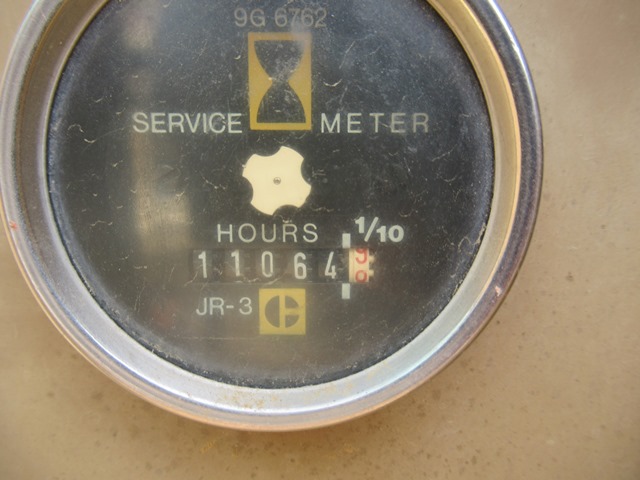 9G 6762
SERVICE METER
HOURS 1/10
11064
JR-3